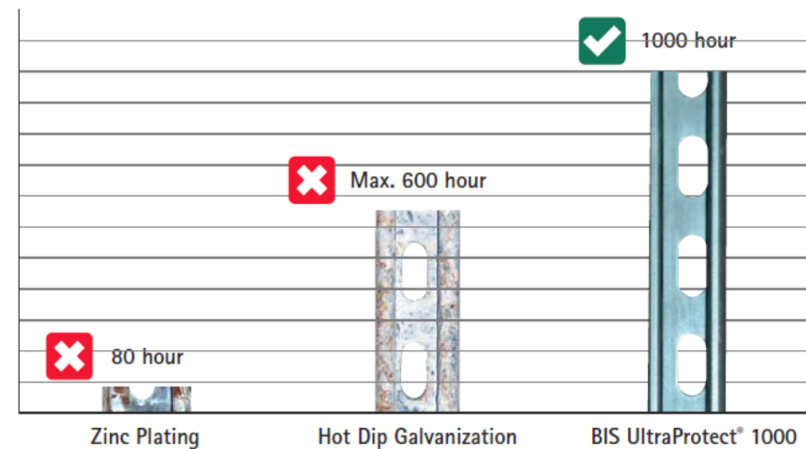 1000 hour
Max. 600 hour
80 hour
Zinc Plating
Hot Dip Galvanization
BIS UltraProtect® 1000